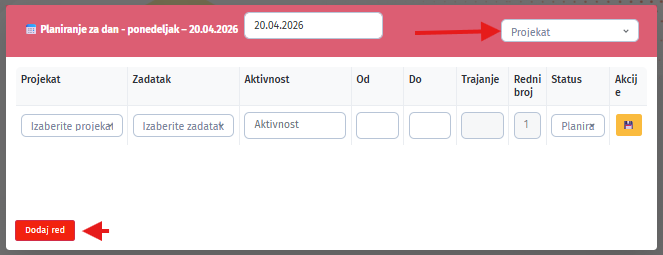 Planiranje za dan - ponedeljak – 20.04.2026
20.04.2026
Projekat
Projekat Zadatak Aktivnost Od Do Trajanje Redni broj Status Akcije
Izaberite projekat Izaberite zadatak Aktivnost 1 Planira
Dodaj red